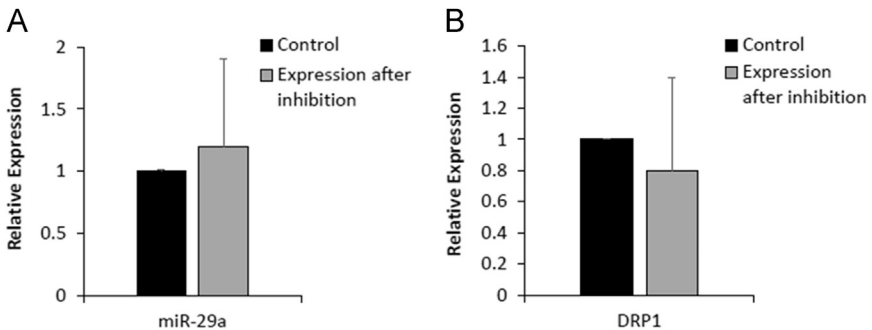 A
Relative Expression
2
1.5
1
0.5
0
miR-29a
Control
Expression after
inhibition
B
Relative Expression
1.6
1.4
1.2
1
0.8
0.6
0.4
0.2
0
DRP1
Control
Expression
after inhibition